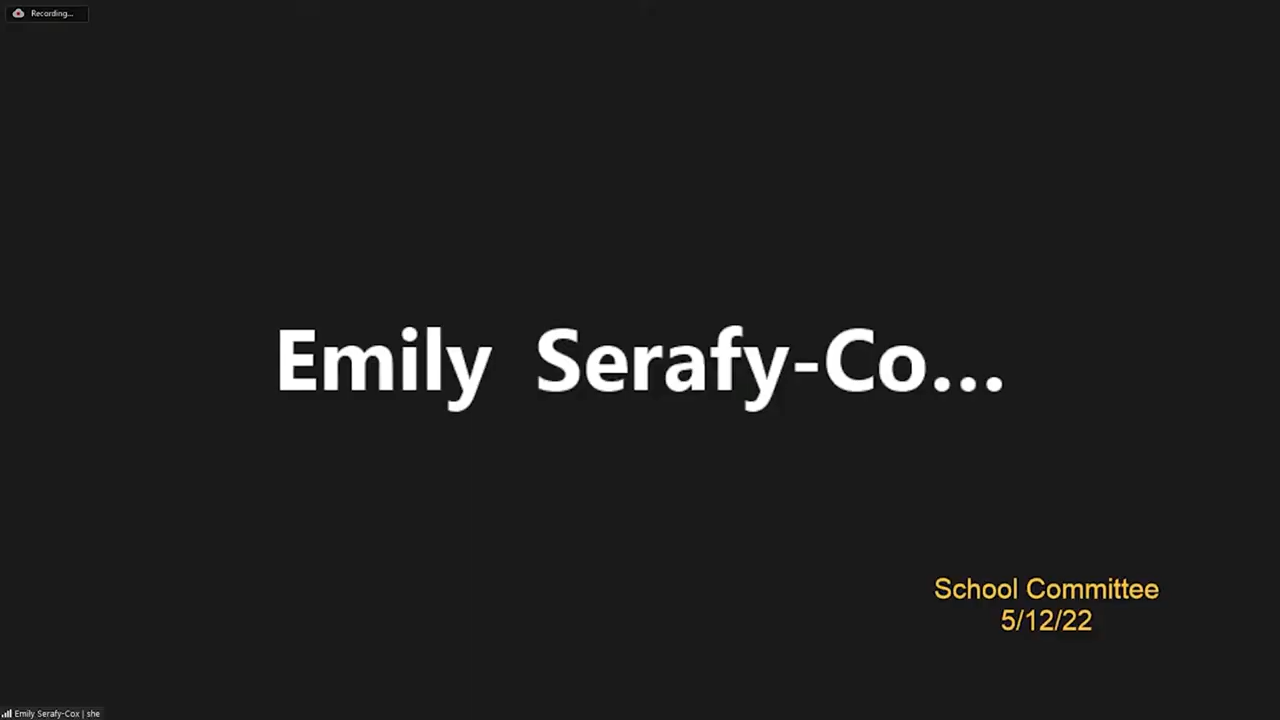 Recording...
Emily Serafy-Co...
School Committee
5/12/22
Emily Serafy-Cox | she